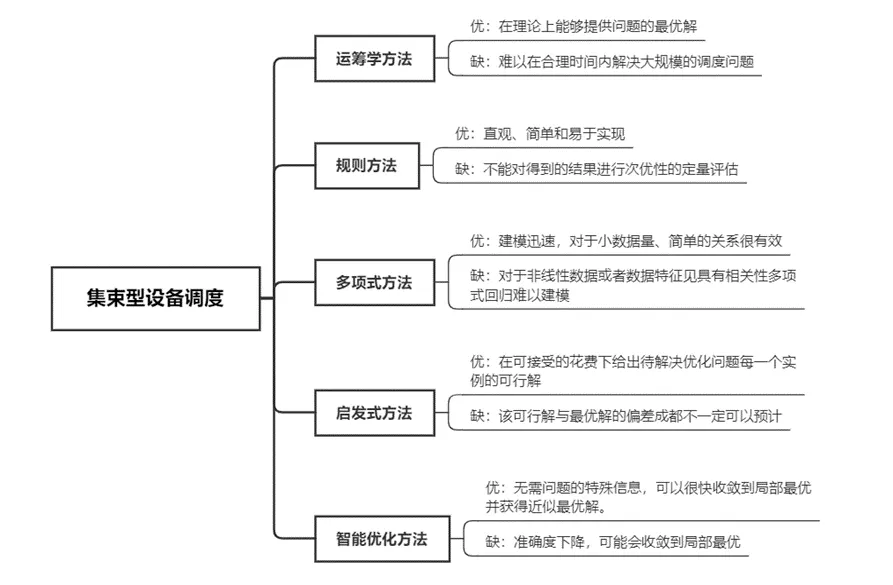 优：在理论上能够提供问题的最优解
运筹学方法
缺：难以在合理时间内解决大规模的调度问题
优：直观、简单和易于实现
规则方法
缺：不能对得到的结果进行次优性的定量评估
优：建模迅速，对于小数据量、简单的关系很有效
多项式方法
缺：对于非线性数据或者数据特征见具有相关性多项
式回归难以建模
集束型设备调度
优：在可接受的花费下给出待解决优化问题每一个实
例的可行解
启发式方法
缺：该可行解与最优解的偏差成都不一定可以预计
优：无需问题的特殊信息，可以很快收敛到局部最优
并获得近似最优解。
智能优化方法
缺：准确度下降，可能会收敛到局部最优